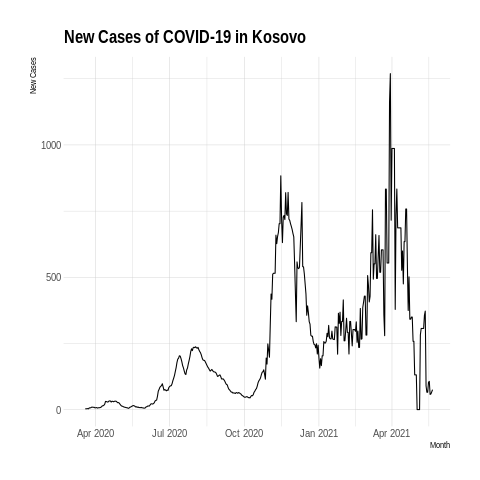 New Cases of COVID-19 in Kosovo
New Cases
1000
500
0
Apr 2020 Jul 2020 Oct 2020 Jan 2021 Apr 2021
Month